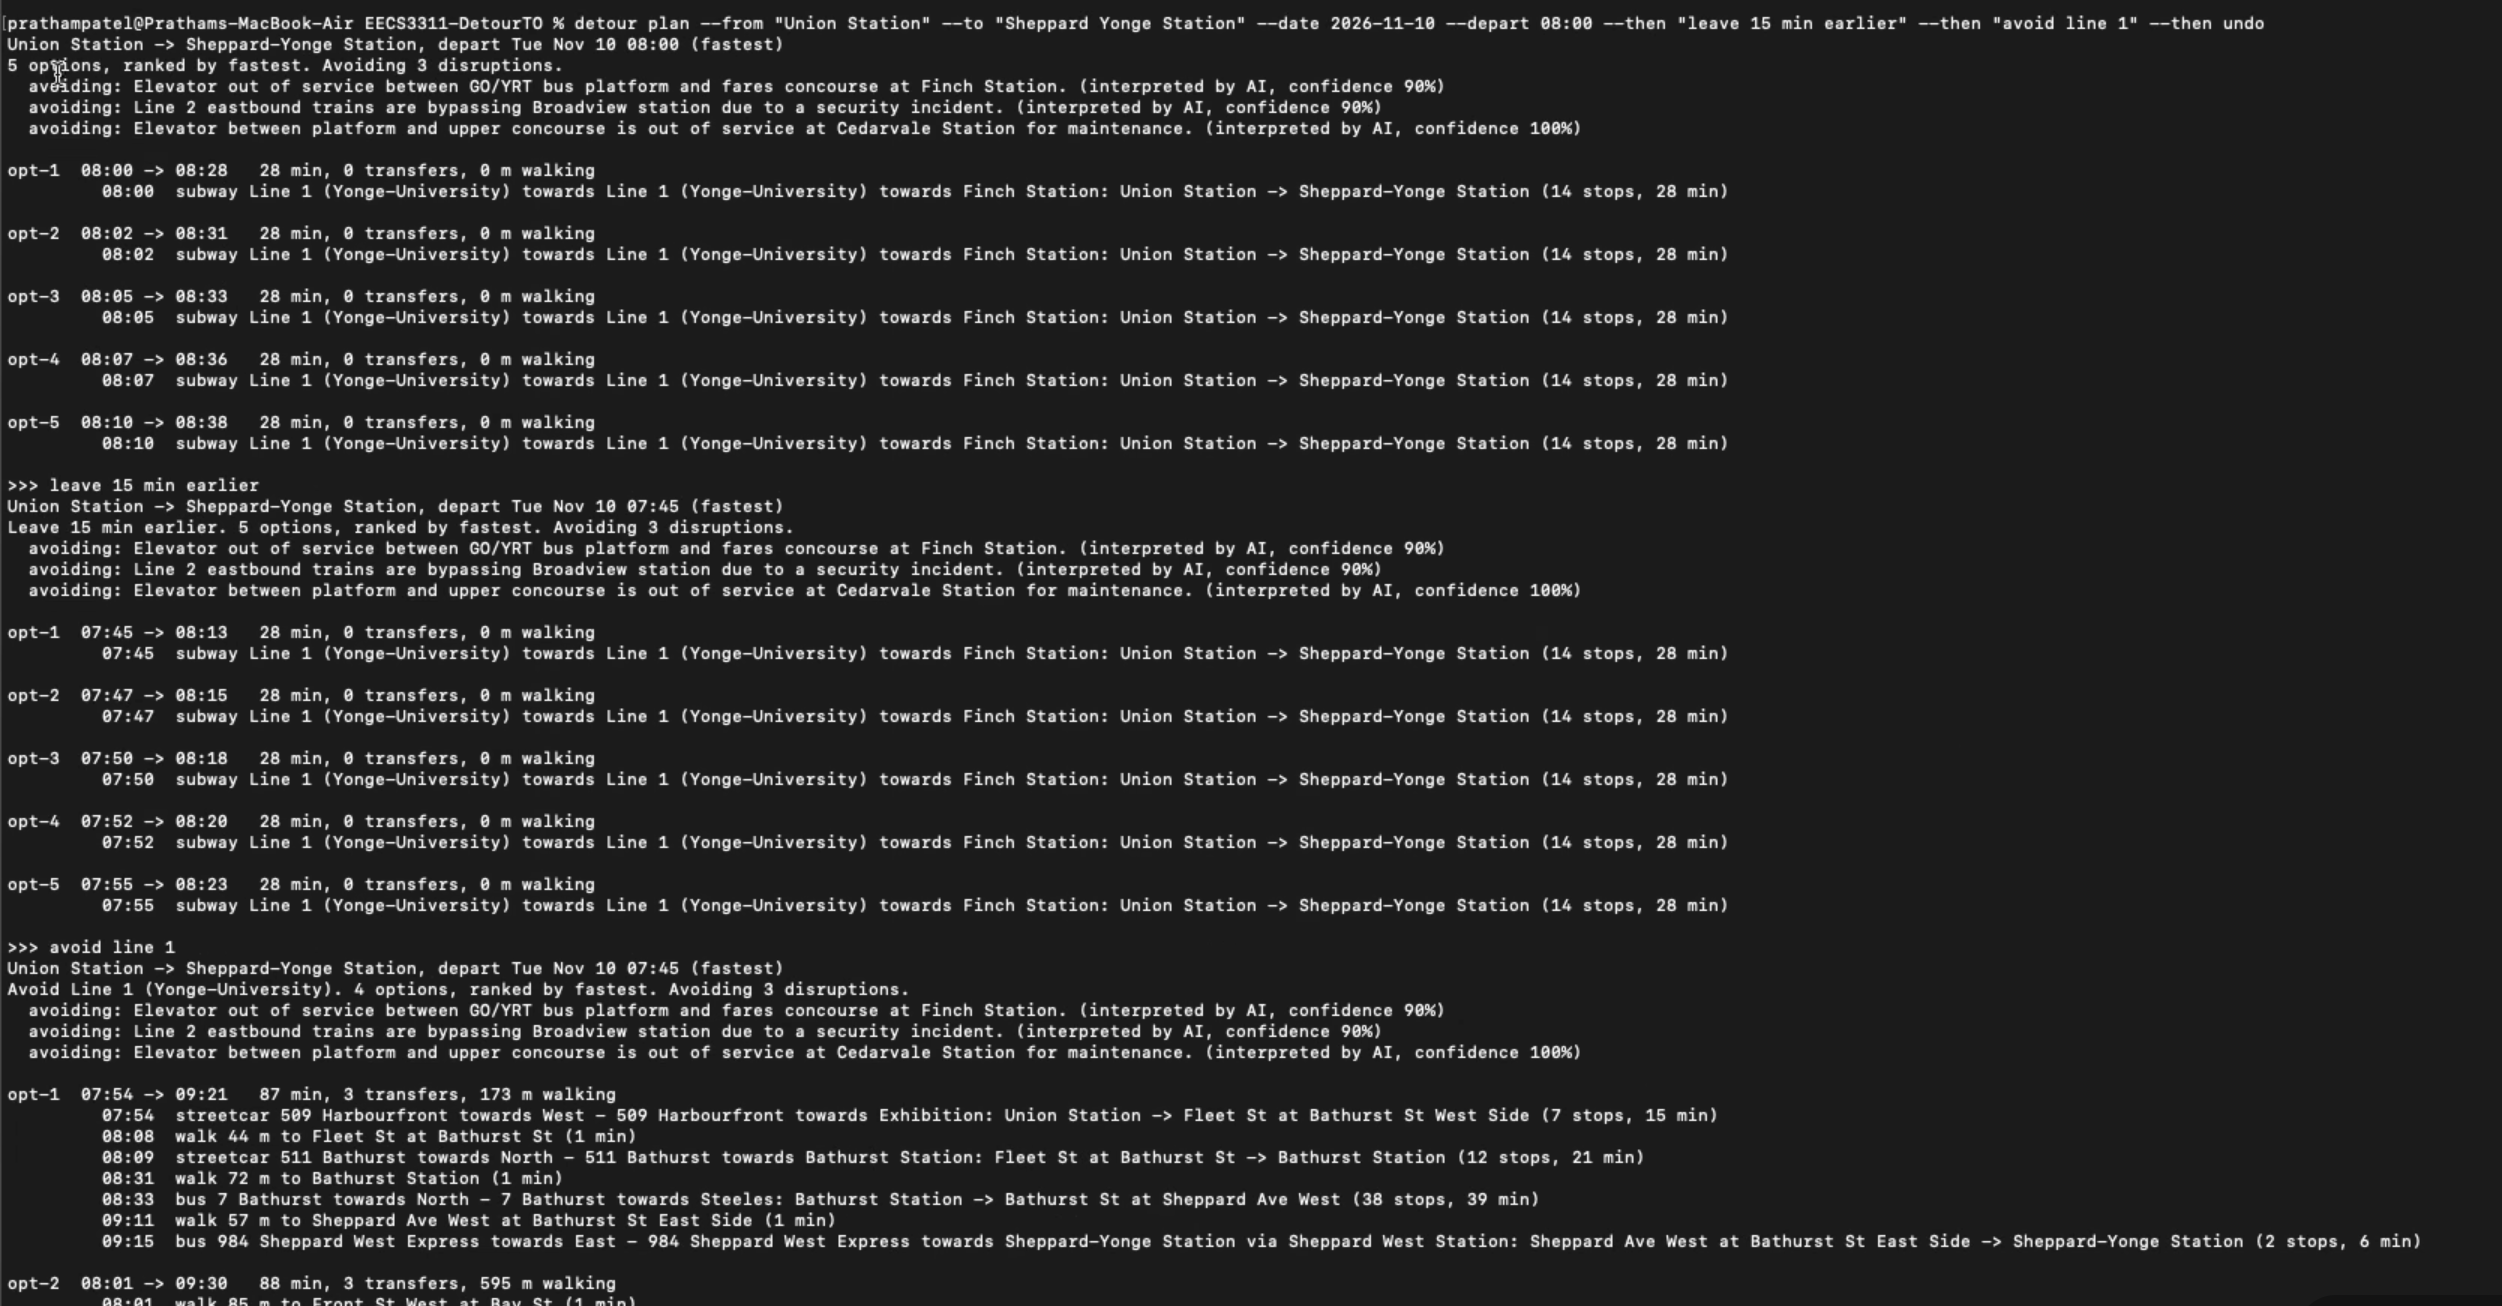 [prathampatel@Prathams-MacBook-Air EECS3311-DetourTO % detour plan --from "Union Station" --to "Sheppard Yonge Station" --date 2026-11-10 --depart 08:00 --then "leave 15 min earlier" --then "avoid line 1" --then undo
Union Station -> Sheppard-Yonge Station, depart Tue Nov 10 08:00 (fastest)
5 options, ranked by fastest. Avoiding 3 disruptions.
avoiding: Elevator out of service between GO/YRT bus platform and fares concourse at Finch Station. (interpreted by AI, confidence 90%)
avoiding: Line 2 eastbound trains are bypassing Broadview station due to a security incident. (interpreted by AI, confidence 90%)
avoiding: Elevator between platform and upper concourse is out of service at Cedarvale Station for maintenance. (interpreted by AI, confidence 100%)
opt-1 08:00 -> 08:28 28 min, 0 transfers, 0 m walking
08:00 subway Line 1 (Yonge-University) towards Line 1 (Yonge-University) towards Finch Station: Union Station -> Sheppard-Yonge Station (14 stops, 28 min)
opt-2 08:02 -> 08:31 28 min, 0 transfers, 0 m walking
08:02 subway Line 1 (Yonge-University) towards Line 1 (Yonge-University) towards Finch Station: Union Station -> Sheppard-Yonge Station (14 stops, 28 min)
opt-3 08:05 -> 08:33 28 min, 0 transfers, 0 m walking
08:05 subway Line 1 (Yonge-University) towards Line 1 (Yonge-University) towards Finch Station: Union Station -> Sheppard-Yonge Station (14 stops, 28 min)
opt-4 08:07 -> 08:36 28 min, 0 transfers, 0 m walking
08:07 subway Line 1 (Yonge-University) towards Line 1 (Yonge-University) towards Finch Station: Union Station -> Sheppard-Yonge Station (14 stops, 28 min)
opt-5 08:10 -> 08:38 28 min, 0 transfers, 0 m walking
08:10 subway Line 1 (Yonge-University) towards Line 1 (Yonge-University) towards Finch Station: Union Station -> Sheppard-Yonge Station (14 stops, 28 min)
>>> leave 15 min earlier
Union Station -> Sheppard-Yonge Station, depart Tue Nov 10 07:45 (fastest)
Leave 15 min earlier. 5 options, ranked by fastest. Avoiding 3 disruptions.
avoiding: Elevator out of service between GO/YRT bus platform and fares concourse at Finch Station. (interpreted by AI, confidence 90%)
avoiding: Line 2 eastbound trains are bypassing Broadview station due to a security incident. (interpreted by AI, confidence 90%)
avoiding: Elevator between platform and upper concourse is out of service at Cedarvale Station for maintenance. (interpreted by AI, confidence 100%)
opt-1 07:45 -> 08:13 28 min, 0 transfers, 0 m walking
07:45 subway Line 1 (Yonge-University) towards Line 1 (Yonge-University) towards Finch Station: Union Station -> Sheppard-Yonge Station (14 stops, 28 min)
opt-2 07:47 -> 08:15 28 min, 0 transfers, 0 m walking
07:47 subway Line 1 (Yonge-University) towards Line 1 (Yonge-University) towards Finch Station: Union Station -> Sheppard-Yonge Station (14 stops, 28 min)
opt-3 07:50 -> 08:18 28 min, 0 transfers, 0 m walking
07:50 subway Line 1 (Yonge-University) towards Line 1 (Yonge-University) towards Finch Station: Union Station -> Sheppard-Yonge Station (14 stops, 28 min)
opt-4 07:52 -> 08:20 28 min, 0 transfers, 0 m walking
07:52 subway Line 1 (Yonge-University) towards Line 1 (Yonge-University) towards Finch Station: Union Station -> Sheppard-Yonge Station (14 stops, 28 min)
opt-5 07:55 -> 08:23 28 min, 0 transfers, 0 m walking
07:55 subway Line 1 (Yonge-University) towards Line 1 (Yonge-University) towards Finch Station: Union Station -> Sheppard-Yonge Station (14 stops, 28 min)
>>> avoid line 1
Union Station -> Sheppard-Yonge Station, depart Tue Nov 10 07:45 (fastest)
Avoid Line 1 (Yonge-University). 4 options, ranked by fastest. Avoiding 3 disruptions.
avoiding: Elevator out of service between GO/YRT bus platform and fares concourse at Finch Station. (interpreted by AI, confidence 90%)
avoiding: Line 2 eastbound trains are bypassing Broadview station due to a security incident. (interpreted by AI, confidence 90%)
avoiding: Elevator between platform and upper concourse is out of service at Cedarvale Station for maintenance. (interpreted by AI, confidence 100%)
opt-1 07:54 -> 09:21 87 min, 3 transfers, 173 m walking
07:54 streetcar 509 Harbourfront towards West - 509 Harbourfront towards Exhibition: Union Station -> Fleet St at Bathurst St West Side (7 stops, 15 min)
08:08 walk 44 m to Fleet St at Bathurst St (1 min)
08:09 streetcar 511 Bathurst towards North - 511 Bathurst towards Bathurst Station: Fleet St at Bathurst St -> Bathurst Station (12 stops, 21 min)
08:31 walk 72 m to Bathurst Station (1 min)
08:33 bus 7 Bathurst towards North - 7 Bathurst towards Steeles: Bathurst Station -> Bathurst St at Sheppard Ave West (38 stops, 39 min)
09:11 walk 57 m to Sheppard Ave West at Bathurst St East Side (1 min)
09:15 bus 984 Sheppard West Express towards East - 984 Sheppard West Express towards Sheppard-Yonge Station via Sheppard West Station: Sheppard Ave West at Bathurst St East Side -> Sheppard-Yonge Station (2 stops, 6 min)
opt-2 08:01 -> 09:30 88 min, 3 transfers, 595 m walking
08:01 walk 85 m to Front St West at Bay St (1 min)